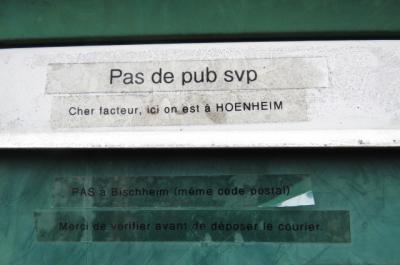 Pas de pub svp
Cher facteur, ici on est à HOENHEIM
PAS à Bischheim (même code postal)
Merci de vérifier avant de déposer le courier.